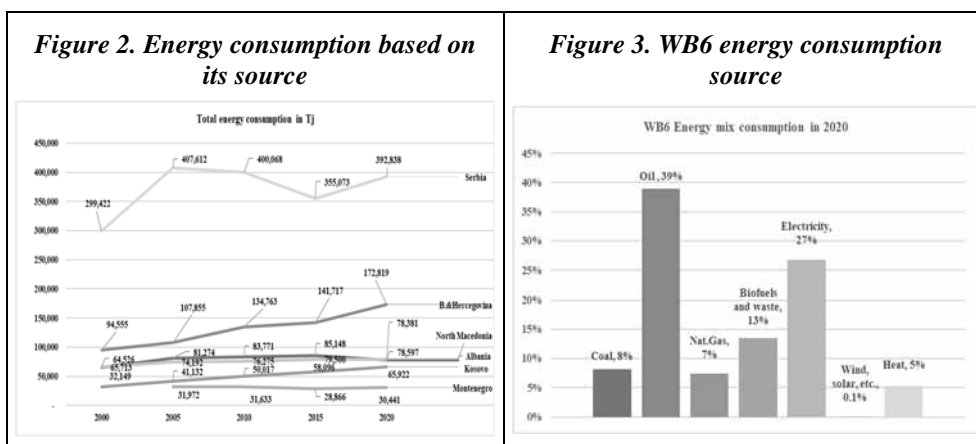 Figure 2. Energy consumption based on
its source
Total energy consumption in Tj
450,000
400,000
350,000
300,000
250,000
200,000
150,000
100,000
50,000
-
299,422
407,612
400,068
355,073
392,838
Serbia
94,555
107,855
134,763
141,717
172,819
B.&Hercegovina
78,381
North Macedonia
64,526
81,274
83,771
85,148
78,597
Albania
65,713
74,192
76,275
79,500
Kosovo
32,149
41,132
50,017
58,096
65,922
Montenegro
31,972
31,633
28,866
30,441
2000
2005
2010
2015
2020
Figure 3. WB6 energy consumption
source
WB6 Energy mix consumption in 2020
45%
40%
35%
30%
25%
20%
15%
10%
5%
0%
Coal, 8%
Oil, 39%
Nat.Gas,
7%
Biofuels
and waste,
13%
Electricity,
27%
Wind,
solar, etc.,
0.1%
Heat, 5%